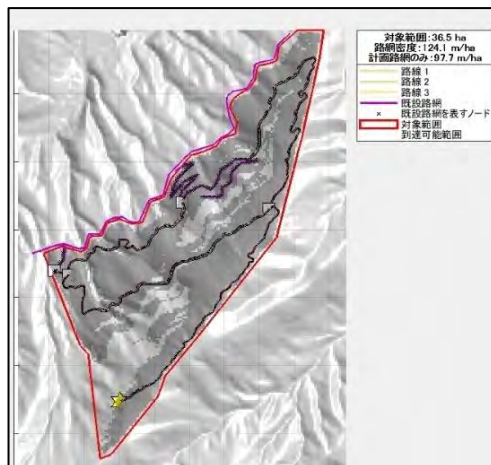 対象範囲:36.5 ha
路網密度:124.1 m/ha
計画路網のみ:97.7 m/ha
路線 1
路線 2
路線 3
既設路網
既設路網を表すノード
対象範囲
到達可能範囲